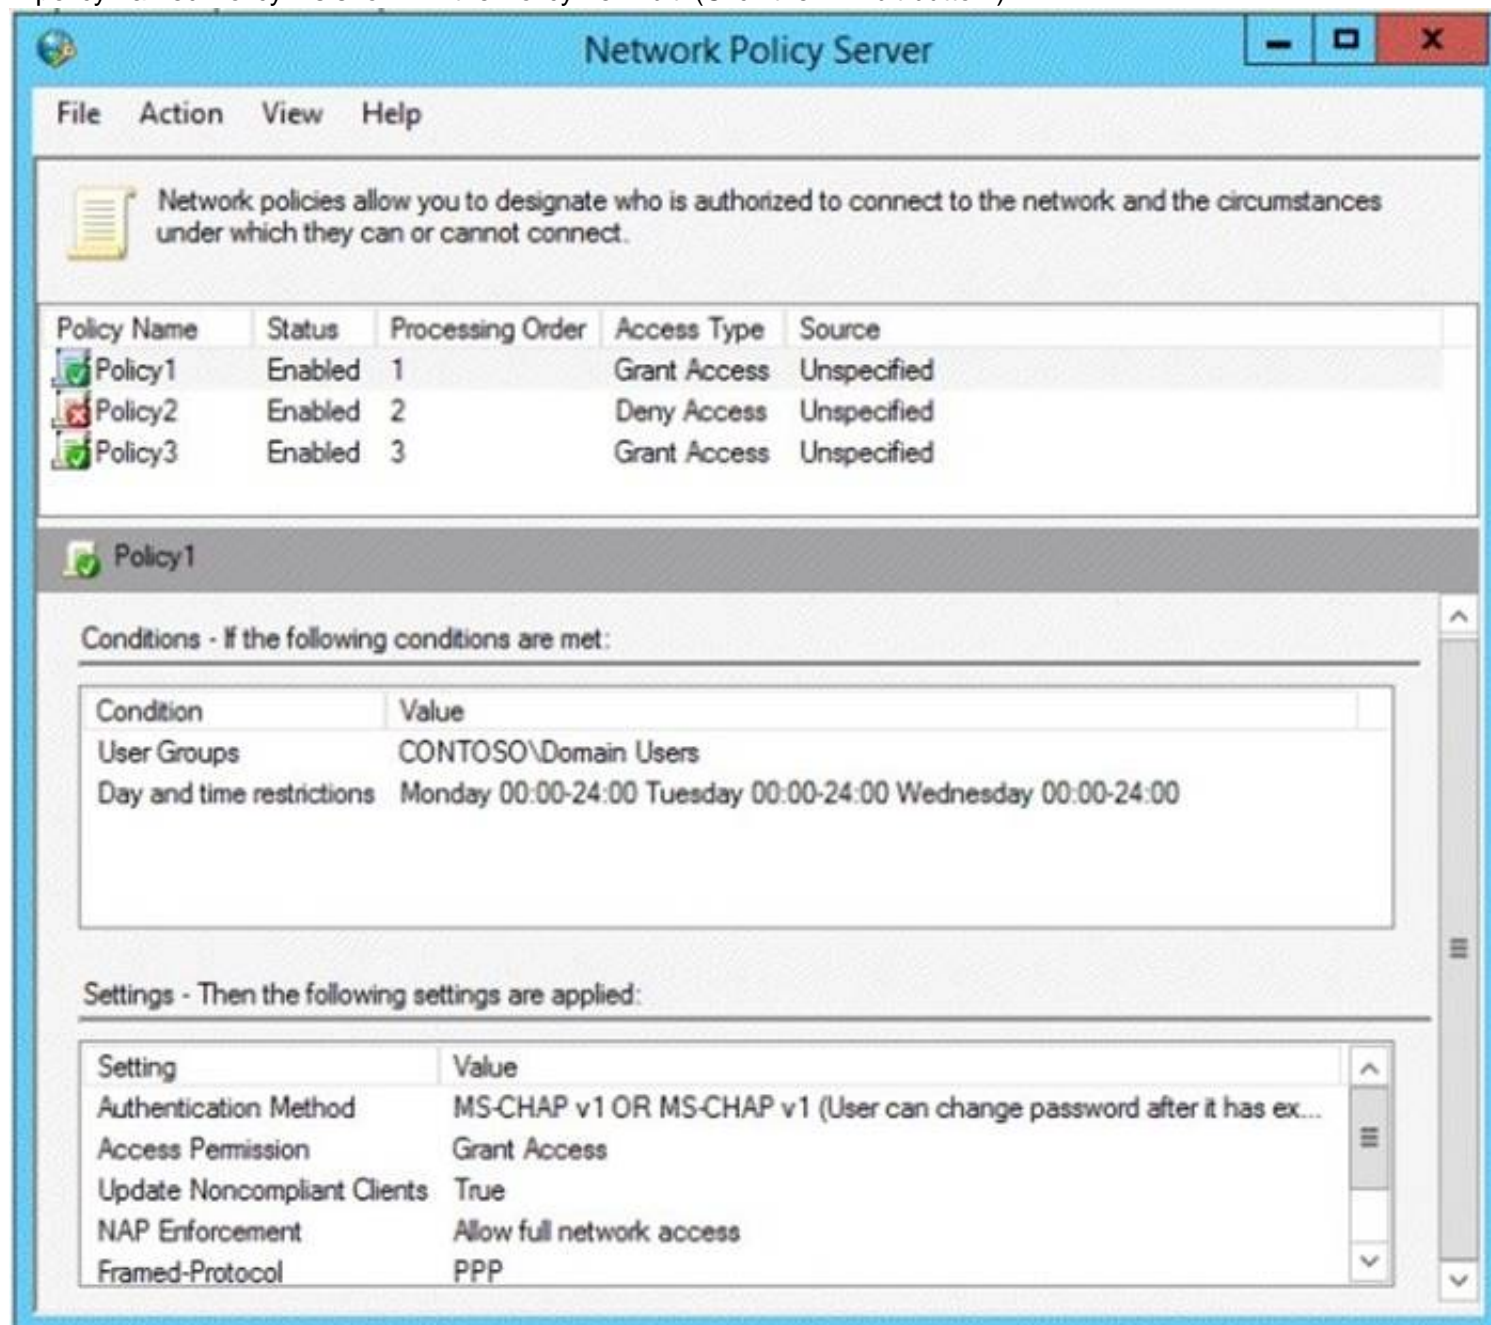 Network Policy Server
File Action View Help
Network policies allow you to designate who is authorized to connect to the network and the circumstances
under which they can or cannot connect.
Policy Name Status Processing Order Access Type Source
Policy1 Enabled 1 Grant Access Unspecified
Policy2 Enabled 2 Deny Access Unspecified
Policy3 Enabled 3 Grant Access Unspecified
Policy1
Conditions - If the following conditions are met:
Condition Value
User Groups CONTOSO\Domain Users
Day and time restrictions Monday 00:00-24:00 Tuesday 00:00-24:00 Wednesday 00:00-24:00
Settings - Then the following settings are applied:
Setting Value
Authentication Method MS-CHAP v1 OR MS-CHAP v1 (User can change password after it has ex...
Access Permission Grant Access
Update Noncompliant Clients True
NAP Enforcement Allow full network access
Framed-Protocol PPP